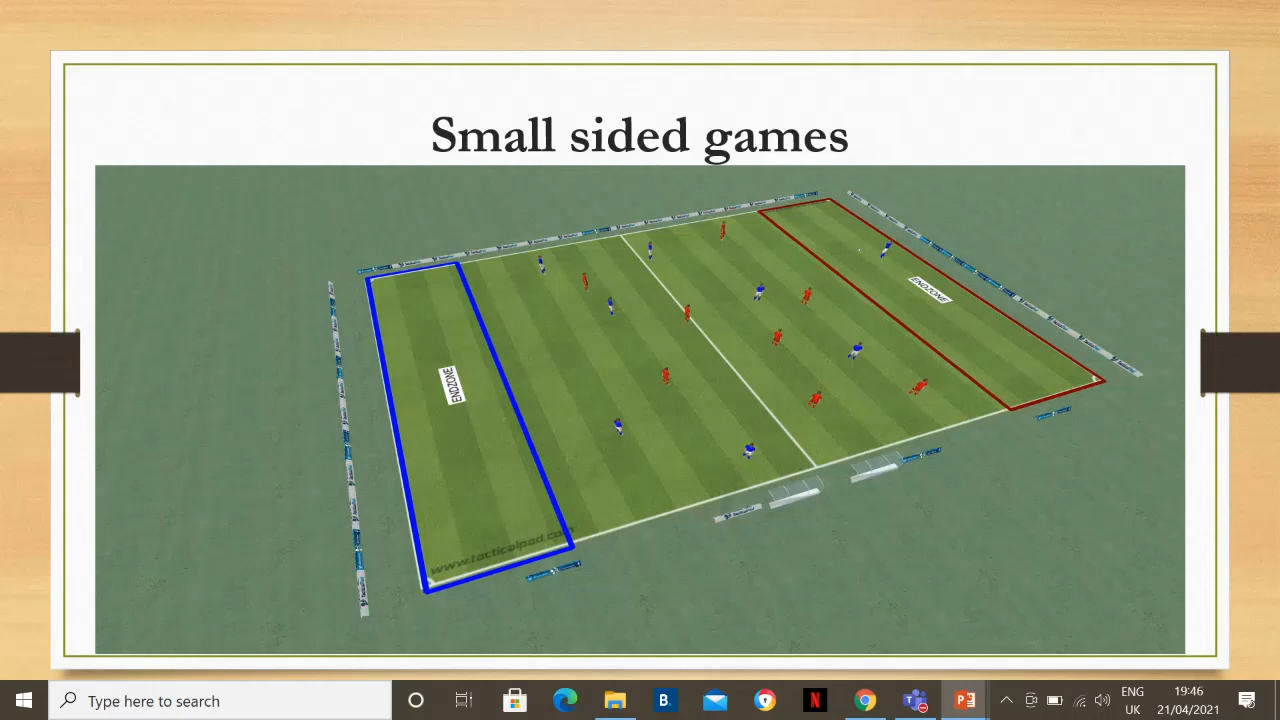 Small sided games
ENDZONE
ENDZONE
www.tacticalpad.com
Type here to search
B.
N
ENG
UK
19:46
21/04/2021